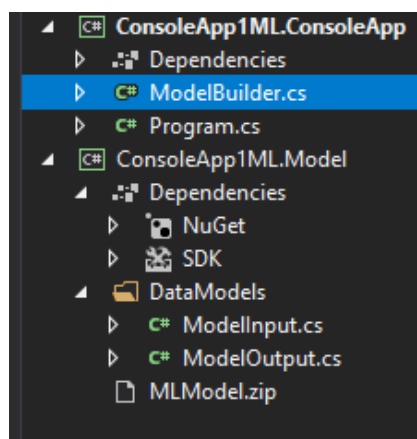 C# ConsoleApp1ML.ConsoleApp
Dependencies
C# ModelBuilder.cs
C# Program.cs
C# ConsoleApp1ML.Model
Dependencies
NuGet
SDK
DataModels
C# ModelInput.cs
C# ModelOutput.cs
MLModel.zip